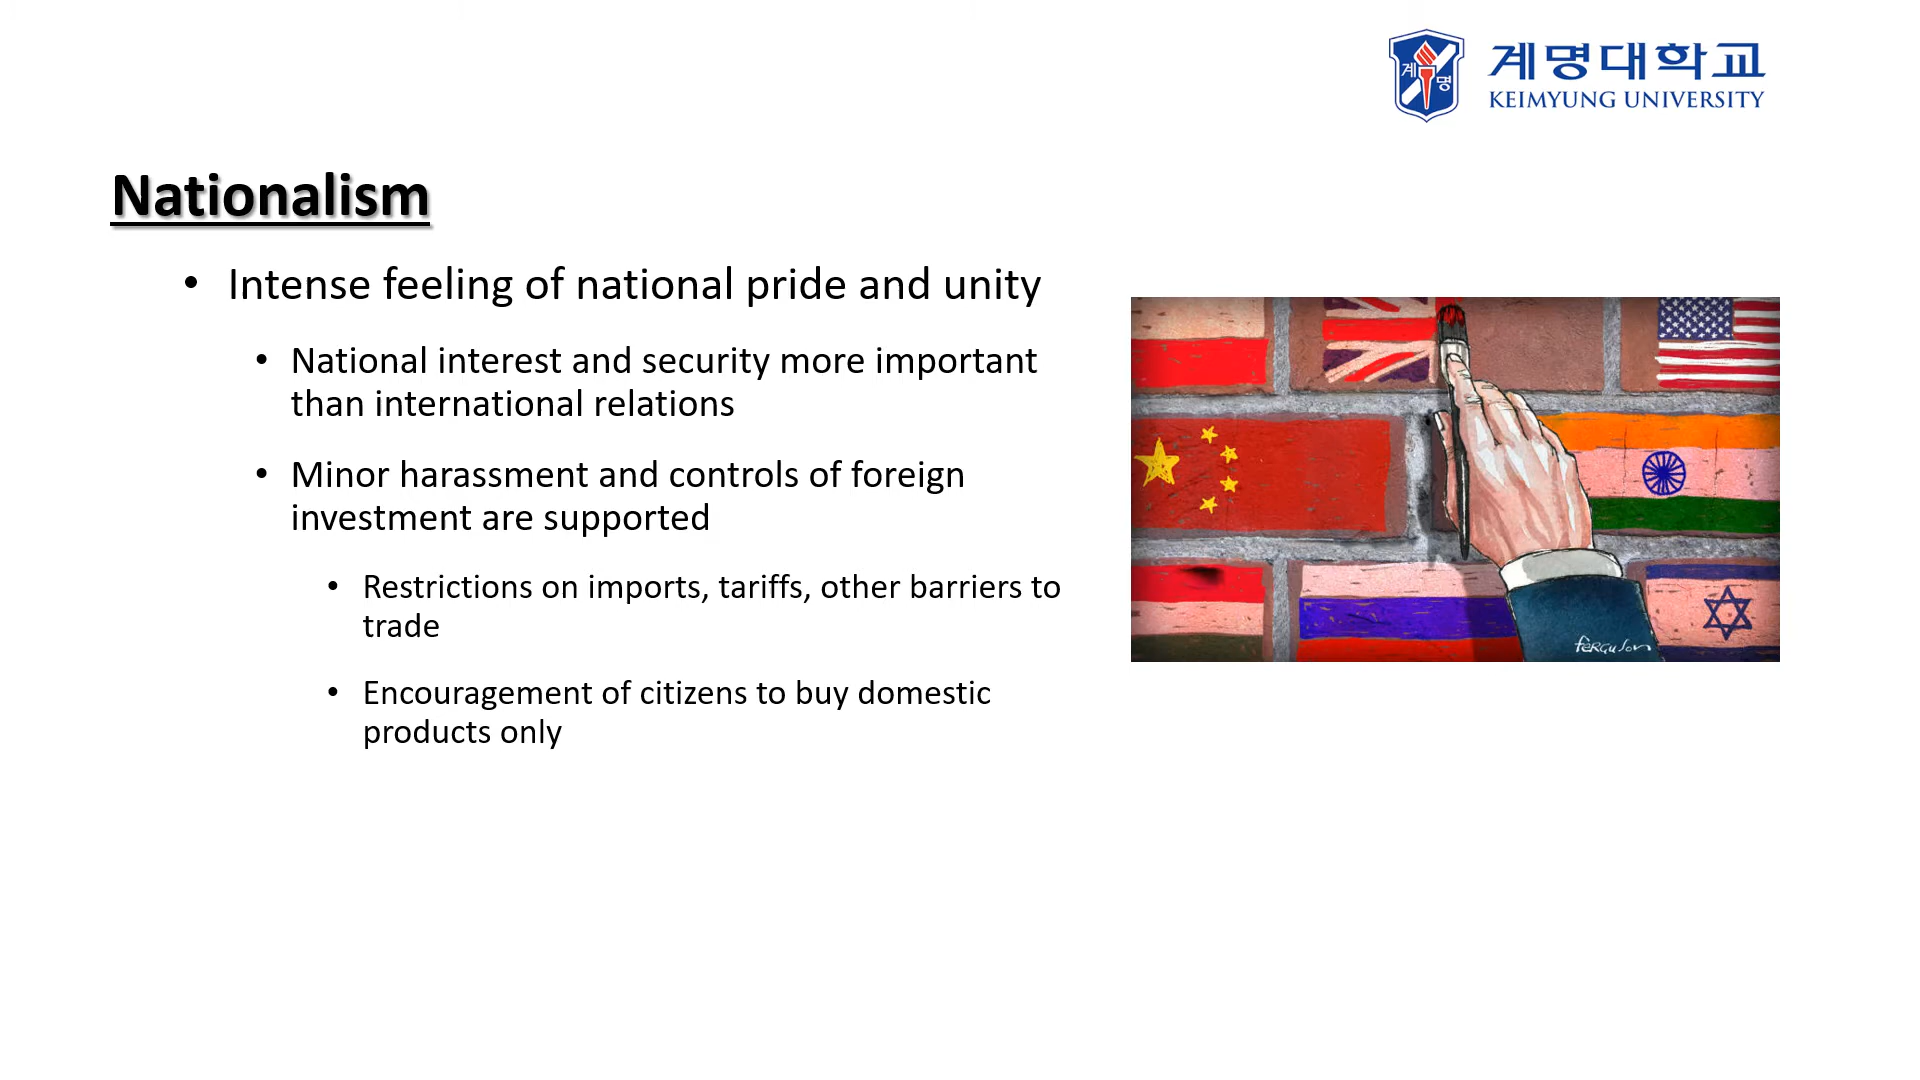 계명대학교
KEIMYUNG UNIVERSITY
계
명
Nationalism
• Intense feeling of national pride and unity
• National interest and security more important
than international relations
• Minor harassment and controls of foreign
investment are supported
• Restrictions on imports, tariffs, other barriers to
trade
• Encouragement of citizens to buy domestic
products only
ferguson